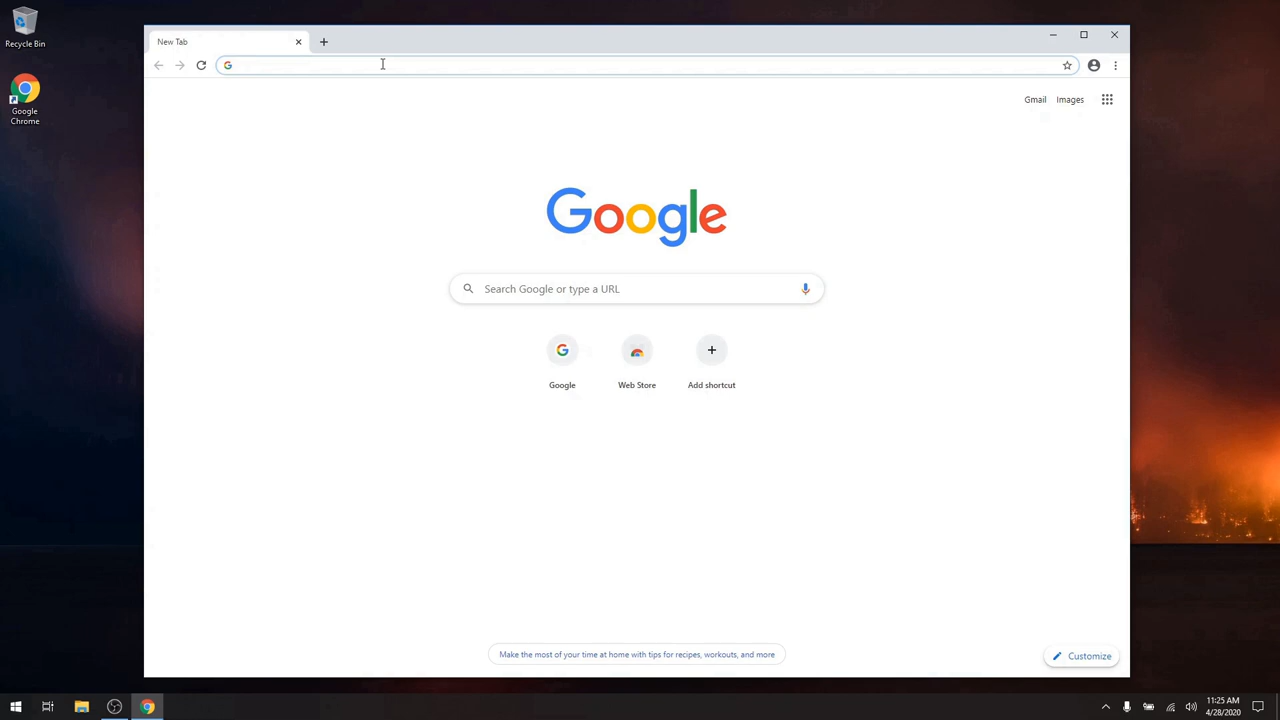 Recycle Bin
Google
Chrome
New Tab
Gmail Images
Google
Search Google or type a URL
Google Web Store Add shortcut
Make the most of your time at home with tips for recipes, workouts, and more
Customize
11:25 AM
4/28/2020